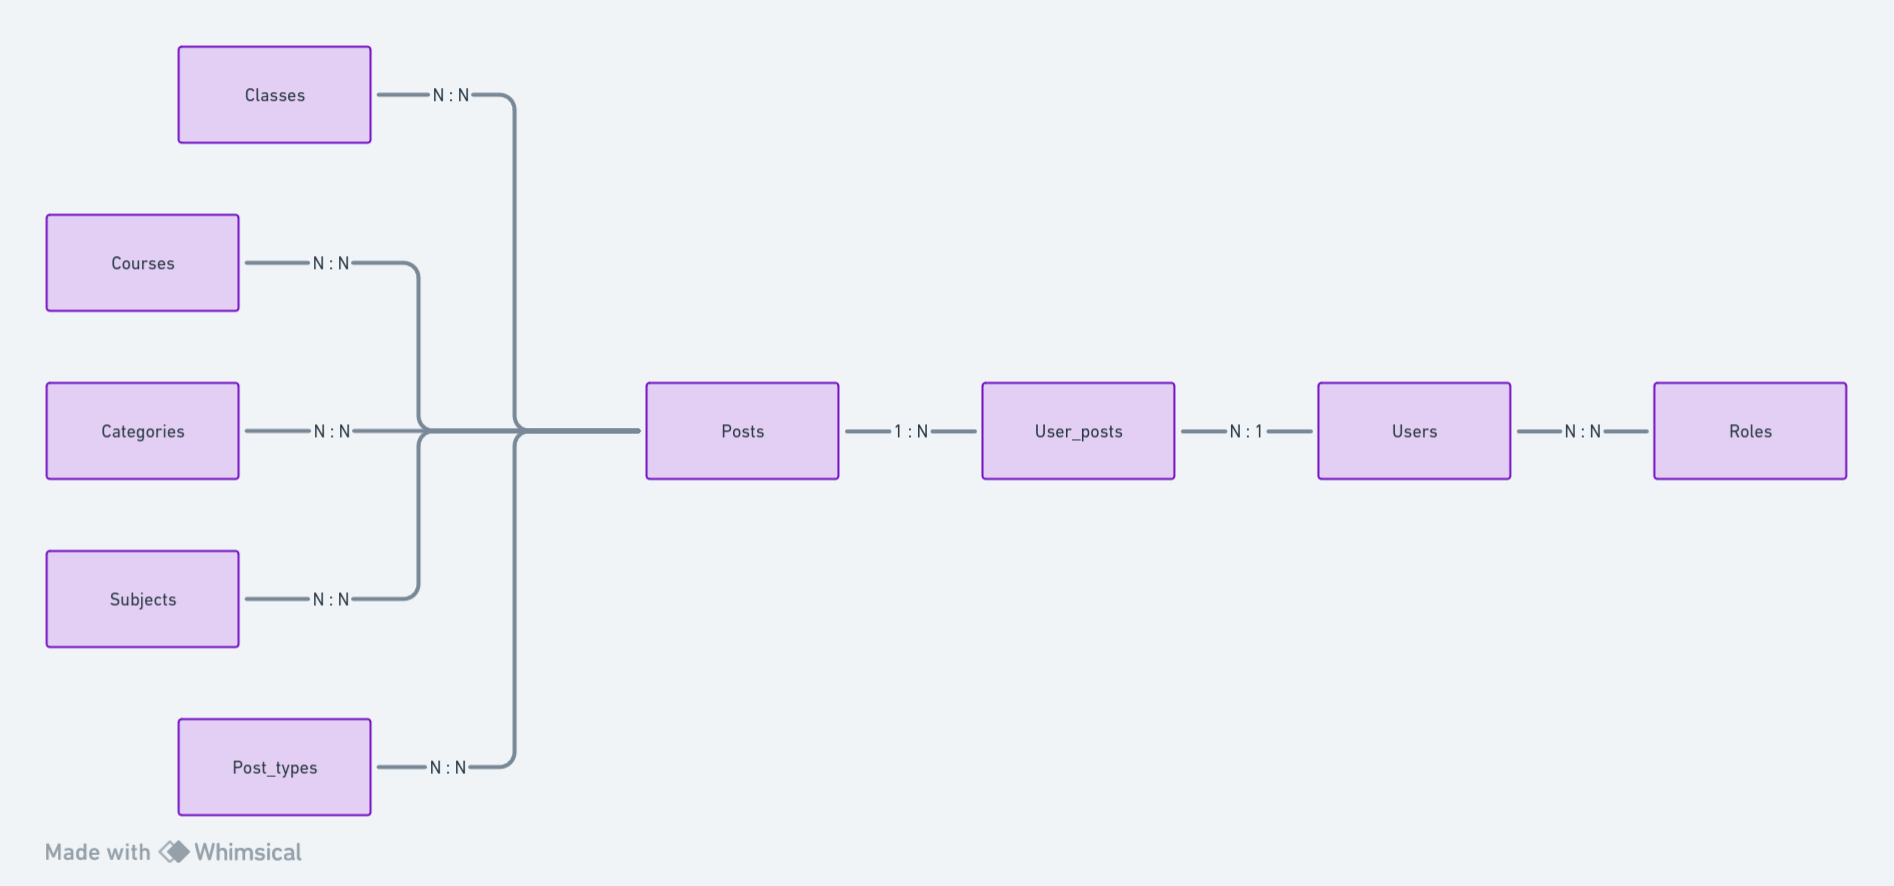 Classes
N : N
Courses
N : N
Categories
N : N
Posts
1 : N
User_posts
N : 1
Users
N : N
Roles
Subjects
N : N
Post_types
N : N
Made with Whimsical